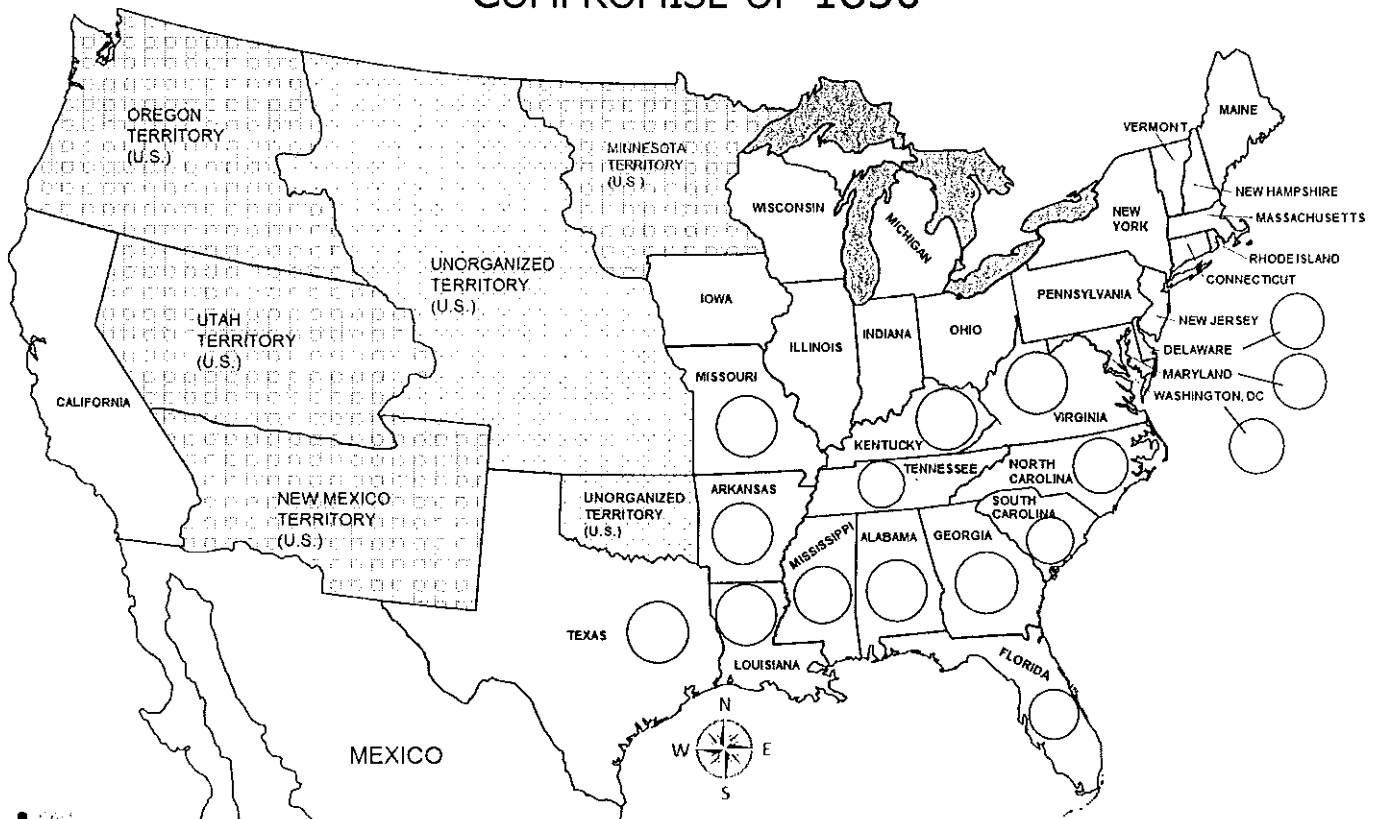 COMPROMISE OF 1850
OREGON
TERRITORY
(U.S.)
MINNESOTA
TERRITORY
(U.S.)
UNORGANIZED
TERRITORY
(U.S.)
UTAH
TERRITORY
(U.S.)
CALIFORNIA
NEW MEXICO
TERRITORY
(U.S.)
UNORGANIZED
TERRITORY
(U.S.)
WISCONSIN
MICHIGAN
IOWA
ILLINOIS
INDIANA
OHIO
MISSOURI
KENTUCKY
TENNESSEE
ARKANSAS
MISSISSIPPI
ALABAMA
GEORGIA
TEXAS
LOUISIANA
FLORIDA
NORTH
CAROLINA
SOUTH
CAROLINA
VIRGINIA
PENNSYLVANIA
NEW
YORK
VERMONT
MAINE
NEW HAMPSHIRE
MASSACHUSETTS
RHODE ISLAND
CONNECTICUT
NEW JERSEY
DELAWARE
MARYLAND
WASHINGTON, DC
MEXICO
N
W E
S